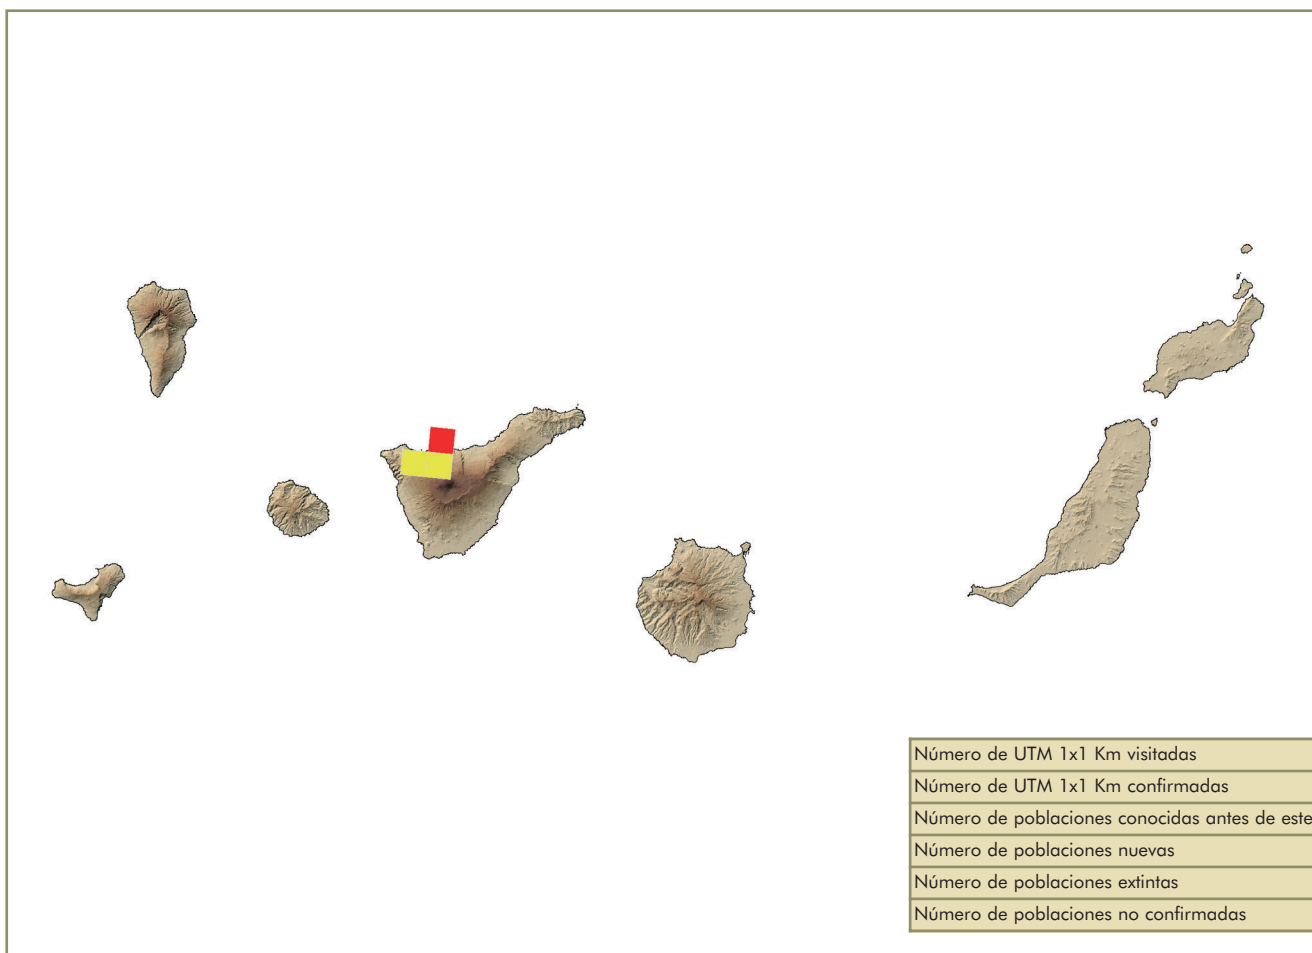 Número de UTM 1x1 Km visitadas
Número de UTM 1x1 Km confirmadas
Número de poblaciones conocidas antes de este
Número de poblaciones nuevas
Número de poblaciones extintas
Número de poblaciones no confirmadas